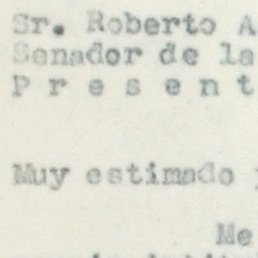 Sr. Roberto A
Senador de la
P r e s e n t
Muy estimado y
Me